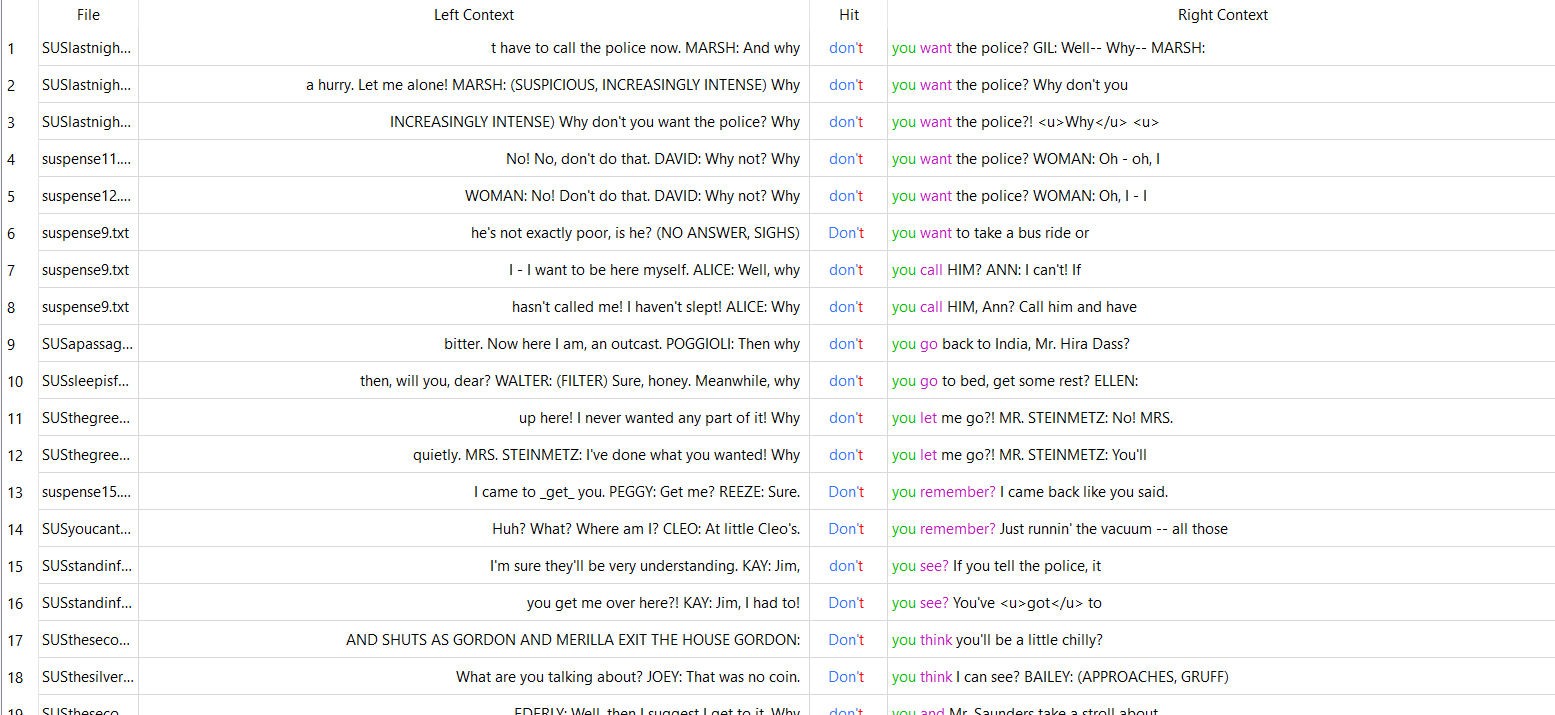 File Left Context Hit Right Context
1 SUSlastnigh... t have to call the police now. MARSH: And why don't you want the police? GIL: Well-- Why-- MARSH:
2 SUSlastnigh... a hurry. Let me alone! MARSH: (SUSPICIOUS, INCREASINGLY INTENSE) Why don't you want the police? Why don't you
3 SUSlastnigh... INCREASINGLY INTENSE) Why don't you want the police? Why don't you want the police?! <u>Why</u> <u>
4 suspense11.... No! No, don't do that. DAVID: Why not? Why don't you want the police? WOMAN: Oh - oh, I
5 suspense12.... WOMAN: No! Don't do that. DAVID: Why not? Why don't you want the police? WOMAN: Oh, I - I
6 suspense9.txt he's not exactly poor, is he? (NO ANSWER, SIGHS) Don't you want to take a bus ride or
7 suspense9.txt I - I want to be here myself. ALICE: Well, why don't you call HIM? ANN: I can't! If
8 suspense9.txt hasn't called me! I haven't slept! ALICE: Why don't you call HIM, Ann? Call him and have
9 SUSapassag... bitter. Now here I am, an outcast. POGGIOLI: Then why don't you go back to India, Mr. Hira Dass?
10 SUSsleepisf... then, will you, dear? WALTER: (FILTER) Sure, honey. Meanwhile, why don't you go to bed, get some rest? ELLEN:
11 SUSthegree... up here! I never wanted any part of it! Why don't you let me go?! MR. STEINMETZ: No! MRS.
12 SUSthegree... quietly. MRS. STEINMETZ: I've done what you wanted! Why don't you let me go?! MR. STEINMETZ: You'll
13 suspense15.... I came to _get_ you. PEGGY: Get me? REEZE: Sure. Don't you remember? I came back like you said.
14 SUSyoucant... Huh? What? Where am I? CLEO: At little Cleo's. Don't you remember? Just runnin' the vacuum -- all those
15 SUSstandinf... I'm sure they'll be very understanding. KAY: Jim, don't you see? If you tell the police, it
16 SUSstandinf... you get me over here?! KAY: Jim, I had to! Don't you see? You've <u>got</u> to
17 SUStheseco... AND SHUTS AS GORDON AND MERILLA EXIT THE HOUSE GORDON: Don't you think you'll be a little chilly?
18 SUSthesilver... What are you talking about? JOEY: That was no coin. Don't you think I can see? BAILEY: (APPROACHES, GRUFF)
19 SUStheseco... EDERLY: Well, then I suggest I get to it. Why don't you and Mr. Saunders take a stroll about